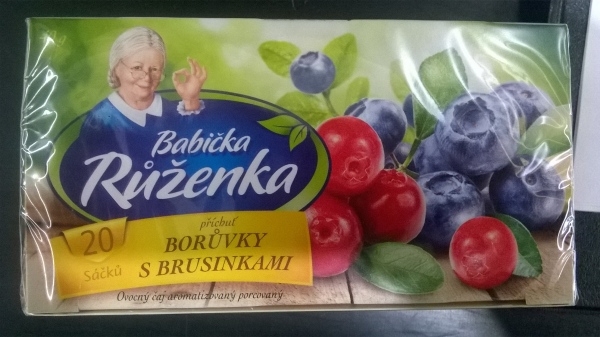 Babička
Růženka
20
Sáčků
příchuť
BORŮVKY
S BRUSINKAMI
Ovocný čaj aromatizovaný porcovaný